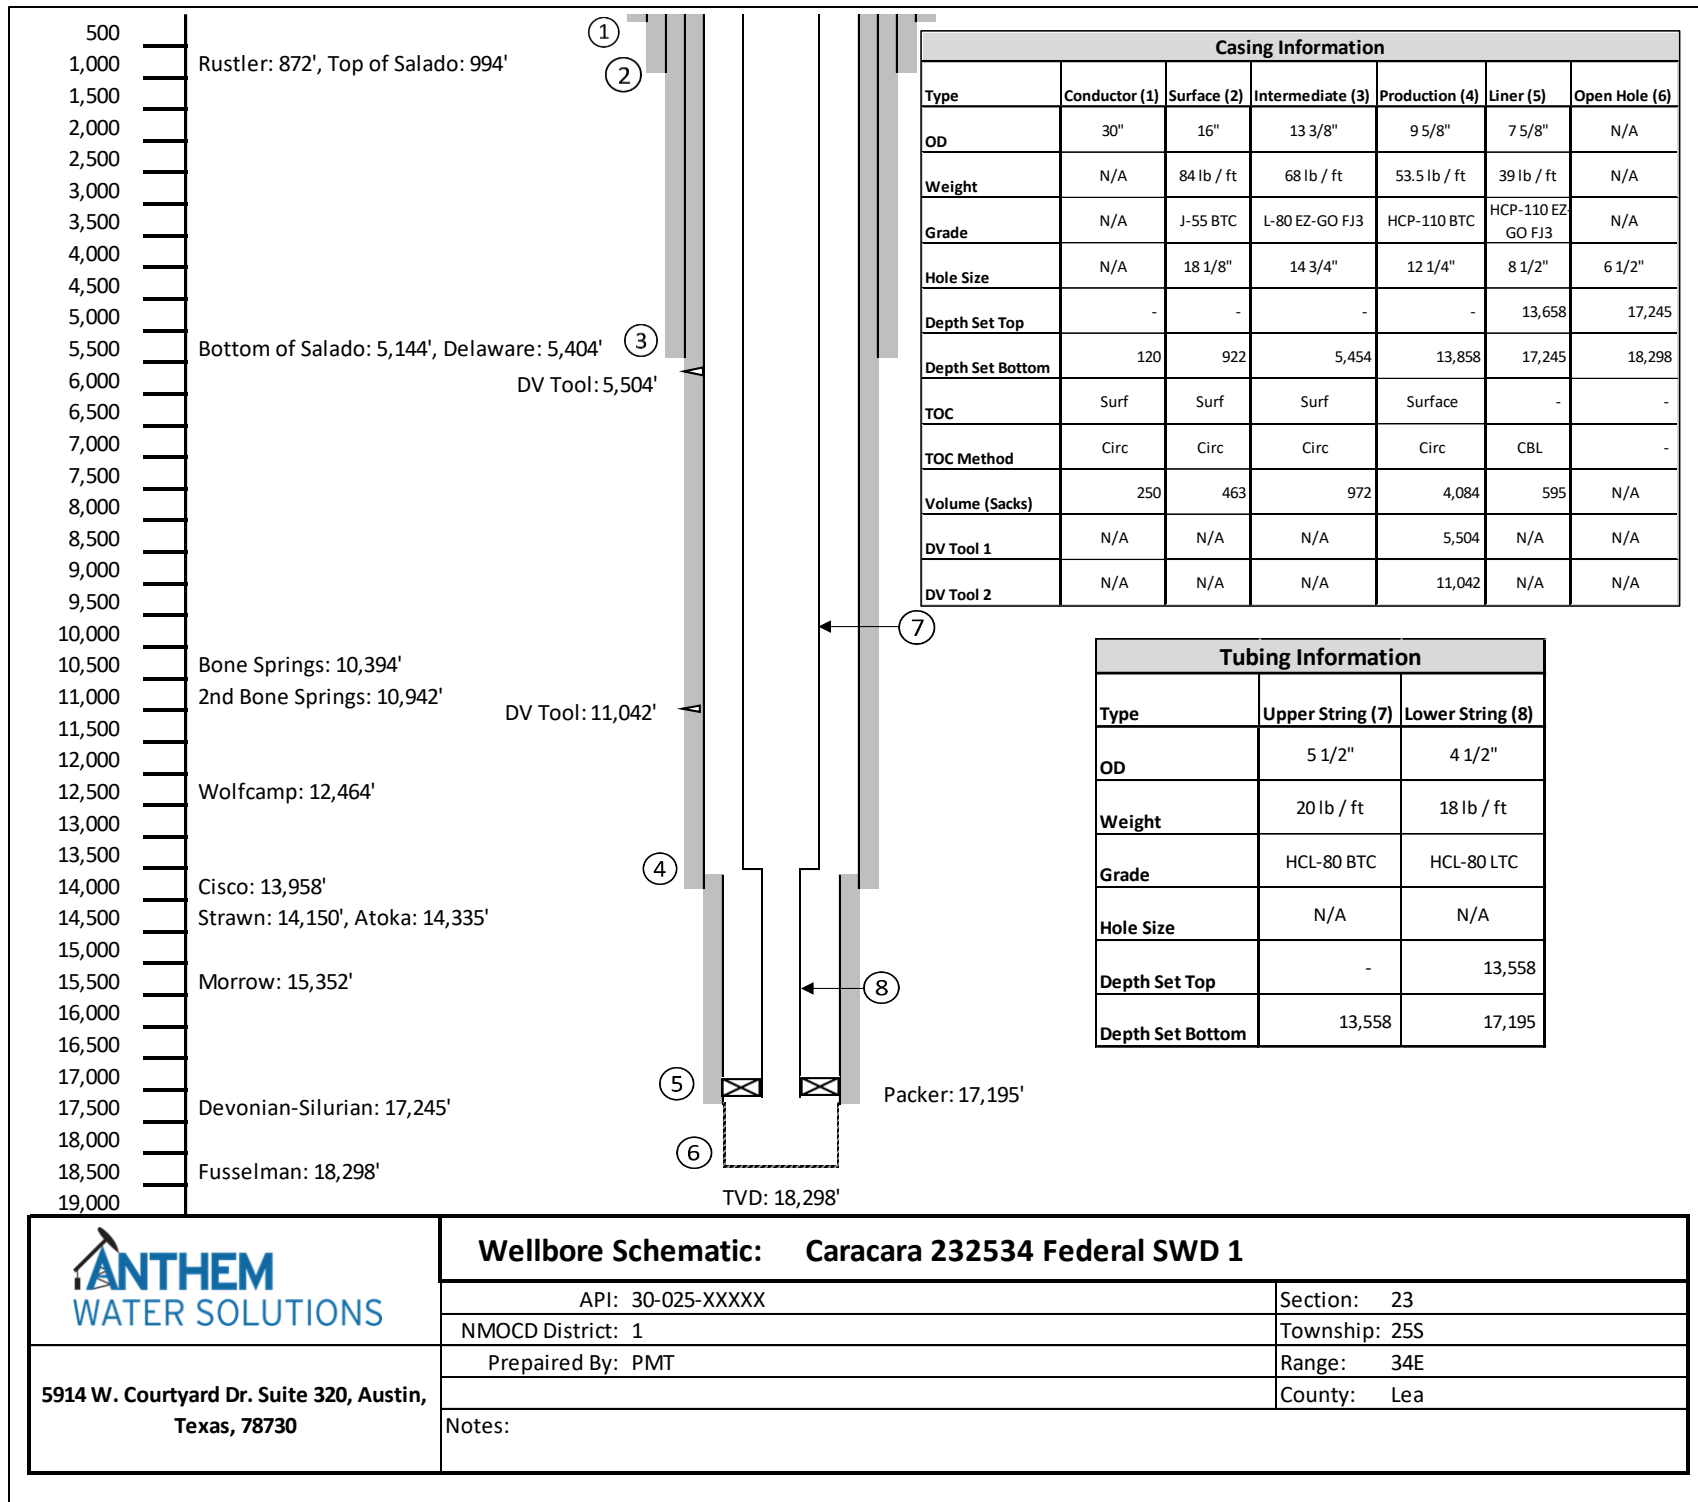 500
1,000 Rustler: 872', Top of Salado: 994'
1,500
2,000
2,500
3,000
3,500
4,000
4,500
5,000
5,500 Bottom of Salado: 5,144', Delaware: 5,404'
6,000 DV Tool: 5,504'
6,500
7,000
7,500
8,000
8,500
9,000
9,500
10,000
10,500 Bone Springs: 10,394'
11,000 2nd Bone Springs: 10,942'
11,500 DV Tool: 11,042'
12,000
12,500 Wolfcamp: 12,464'
13,000
13,500
14,000 Cisco: 13,958'
14,500 Strawn: 14,150', Atoka: 14,335'
15,000
15,500 Morrow: 15,352'
16,000
16,500
17,000
17,500 Devonian-Silurian: 17,245'
18,000
18,500 Fusselman: 18,298'
19,000
1
2
3
4
5
6
7
8
Packer: 17,195'
TVD: 18,298'
Casing Information
Type Conductor (1) Surface (2) Intermediate (3) Production (4) Liner (5) Open Hole (6)
OD 30" 16" 13 3/8" 9 5/8" 7 5/8" N/A
Weight N/A 84 lb / ft 68 lb / ft 53.5 lb / ft 39 lb / ft N/A
Grade N/A J-55 BTC L-80 EZ-GO FJ3 HCP-110 BTC HCP-110 EZ-GO FJ3 N/A
Hole Size N/A 18 1/8" 14 3/4" 12 1/4" 8 1/2" 6 1/2"
Depth Set Top - - - - 13,658 17,245
Depth Set Bottom 120 922 5,454 13,858 17,245 18,298
TOC Surf Surf Surf Surface - -
TOC Method Circ Circ Circ Circ CBL -
Volume (Sacks) 250 463 972 4,084 595 N/A
DV Tool 1 N/A N/A N/A 5,504 N/A N/A
DV Tool 2 N/A N/A N/A 11,042 N/A N/A
Tubing Information
Type Upper String (7) Lower String (8)
OD 5 1/2" 4 1/2"
Weight 20 lb / ft 18 lb / ft
Grade HCL-80 BTC HCL-80 LTC
Hole Size N/A N/A
Depth Set Top - 13,558
Depth Set Bottom 13,558 17,195
ANTHEM
WATER SOLUTIONS
5914 W. Courtyard Dr. Suite 320, Austin,
Texas, 78730
Wellbore Schematic: Caracara 232534 Federal SWD 1
API: 30-025-XXXXX Section: 23
NMOCD District: 1 Township: 25S
Prepaired By: PMT Range: 34E
County: Lea
Notes: